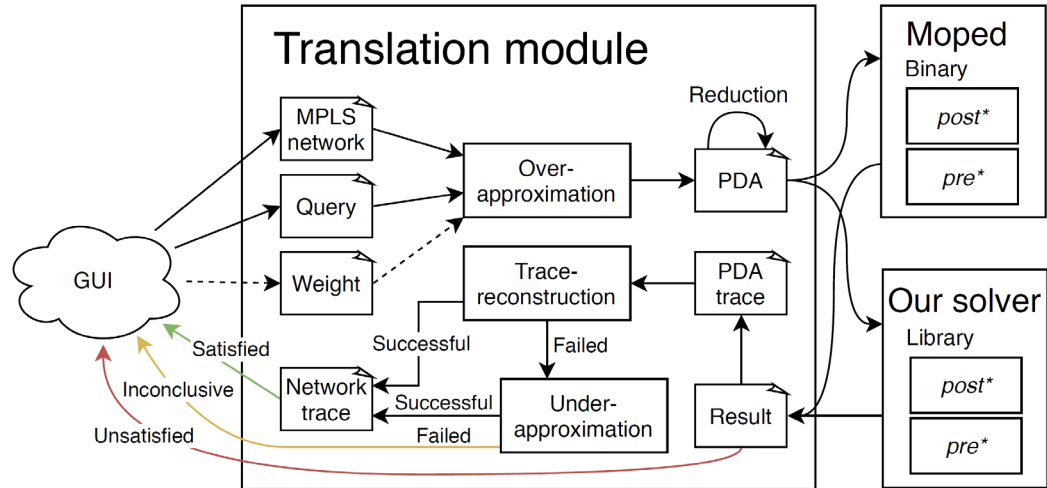 Translation module
MPLS
network
Query
Weight
GUI
Over-
approximation
Reduction
PDA
Trace-
reconstruction
PDA
trace
Successful
Failed
Satisfied
Inconclusive
Unsatisfied
Network
trace
Successful
Failed
Under-
approximation
Result
Moped
Binary
post*
pre*
Our solver
Library
post*
pre*